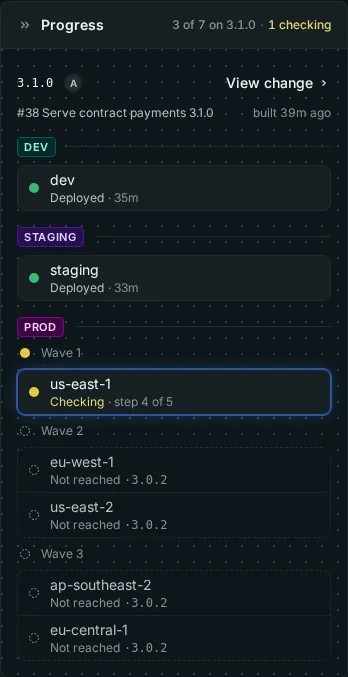 » Progress 3 of 7 on 3.1.0 · 1 checking
3.1.0 A View change ›
#38 Serve contract payments 3.1.0 built 39m ago
DEV
dev
Deployed · 35m
STAGING
staging
Deployed · 33m
PROD
Wave 1
us-east-1
Checking · step 4 of 5
Wave 2
eu-west-1
Not reached ·3.0.2
us-east-2
Not reached ·3.0.2
Wave 3
ap-southeast-2
Not reached ·3.0.2
eu-central-1
Not reached ·3.0.2